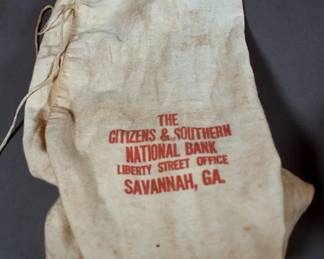 THE
CITIZENS & SOUTHERN
NATIONAL BANK
LIBERTY STREET OFFICE
SAVANNAH, GA.